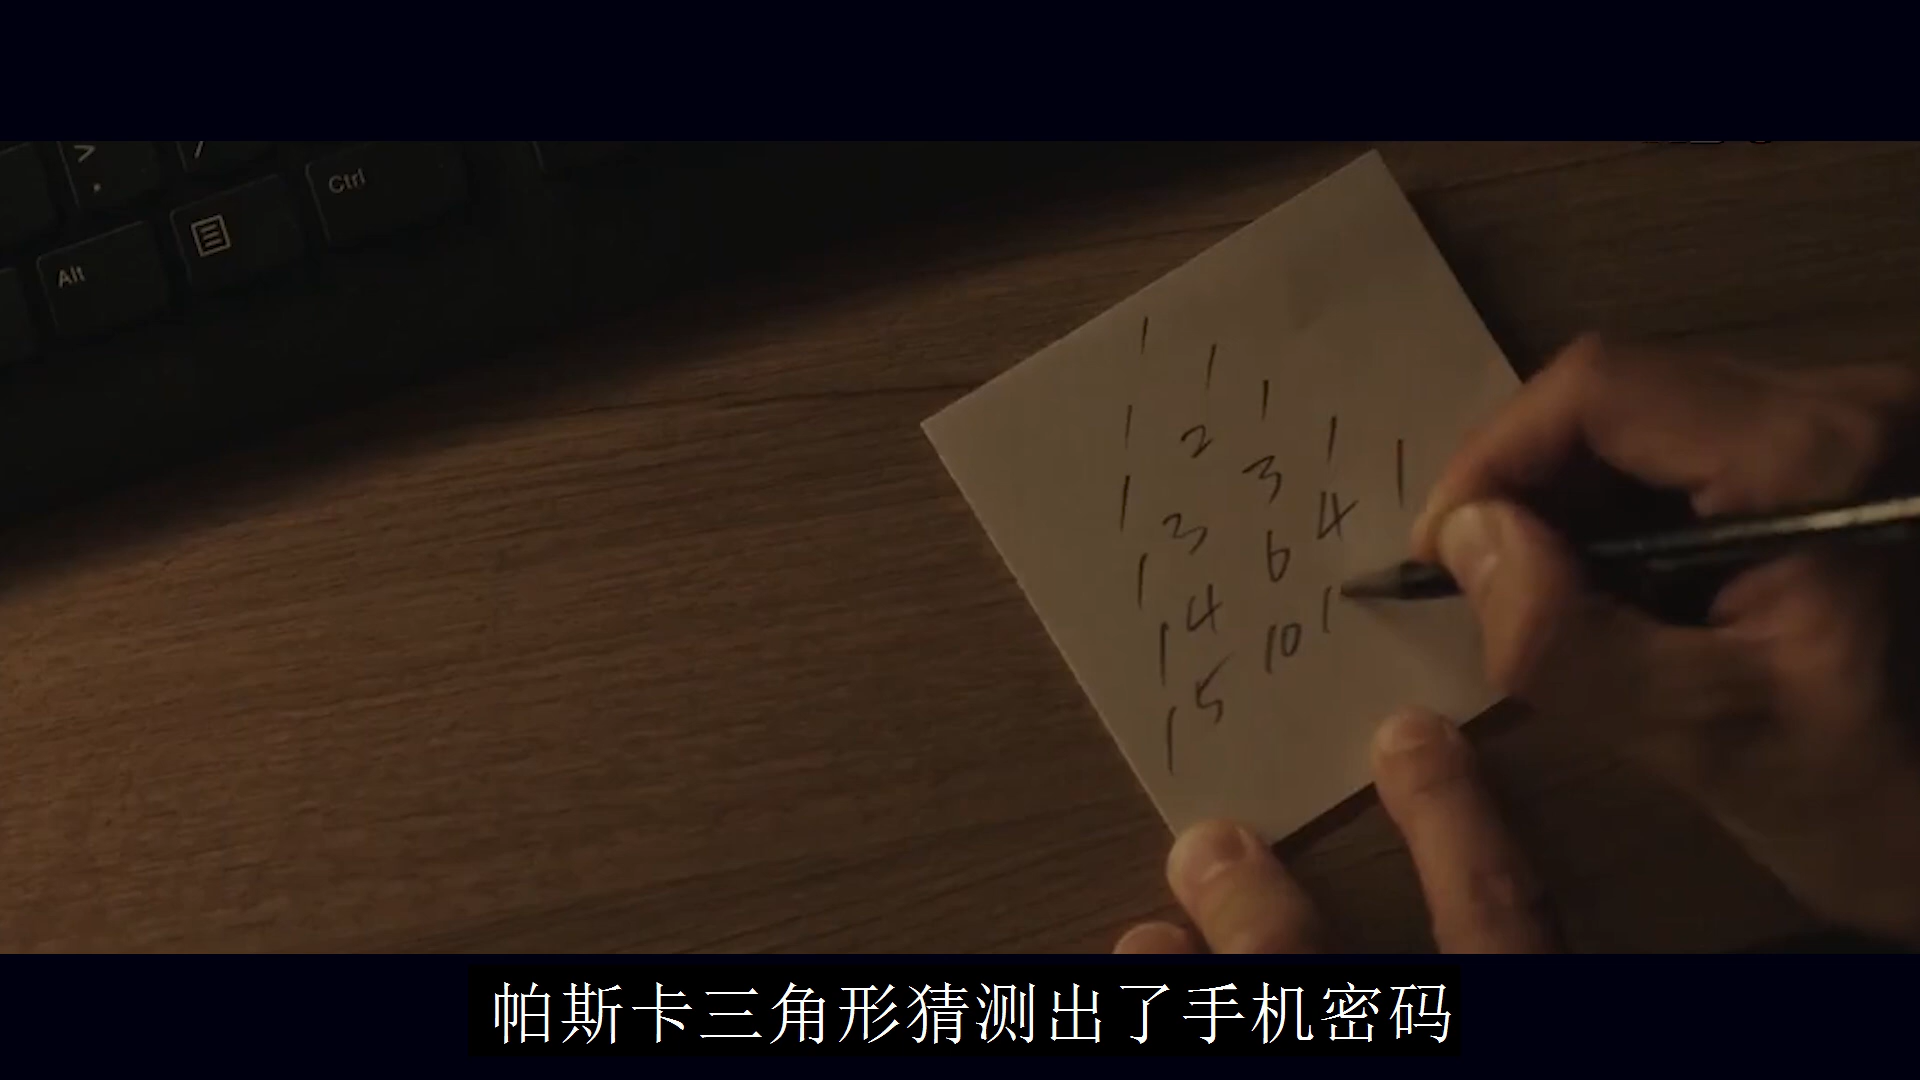 >
.
/
Ctrl
Alt
1
1 1
1 2 1
1 3 3 1
1 4 6 4 1
1 5 10 1
帕斯卡三角形猜测出了手机密码